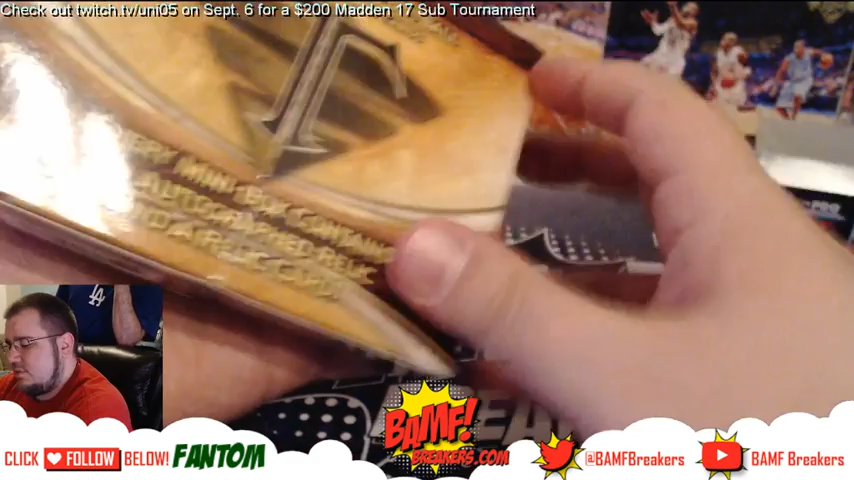 Check out twitch.tv/uni05 on Sept. 6 for a $200 Madden 17 Sub Tournament
T
MINI-BOX CONTAINS
AUTOGRAPHED RELIC
LA
CLICK FOLLOW BELOW! FANTOM
BAMF!
BREAKERS.COM
@BAMFBreakers
BAMF Breakers